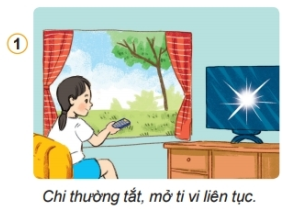 1
Chi thường tắt, mở ti vi liên tục.